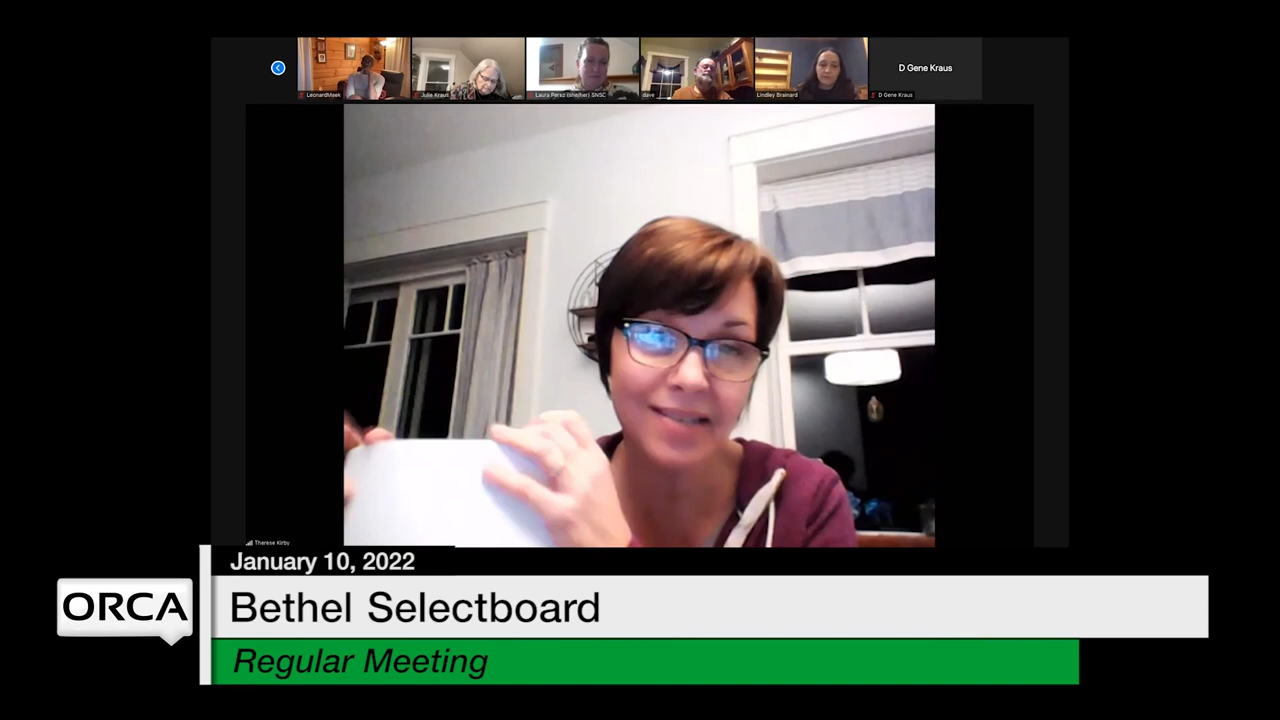 D Gene Kraus
LeonardMeek
Julie Kraus
Laura Perez (she/her) SNSC
dave
Lindley Brainard
D Gene Kraus
Therese Kirby
January 10, 2022
ORCA
Bethel Selectboard
Regular Meeting